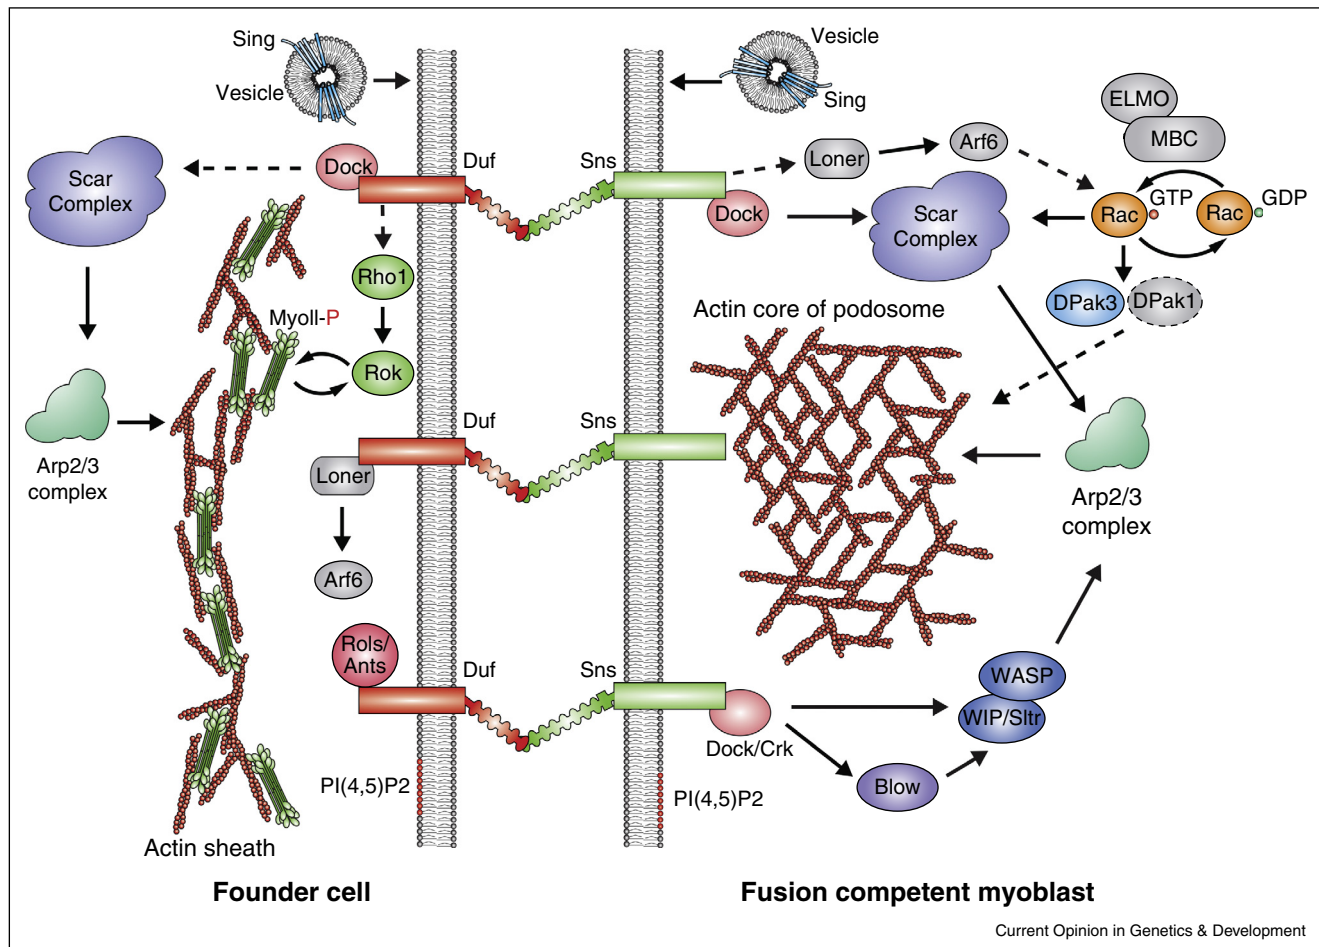 Sing
Vesicle
Vesicle
Sing
ELMO
MBC
Scar
Complex
Dock
Duf
Sns
Loner
Arf6
Dock
Scar
Complex
Rac
GTP
Rac
GDP
Rho1
DPak3
DPak1
MyoII-P
Rok
Actin core of podosome
Arp2/3
complex
Duf
Sns
Loner
Arf6
Arp2/3
complex
Rols/
Ants
Duf
Sns
WASP
WIP/Sltr
Dock/Crk
Blow
PI(4,5)P2
PI(4,5)P2
Actin sheath
Founder cell
Fusion competent myoblast
Current Opinion in Genetics & Development